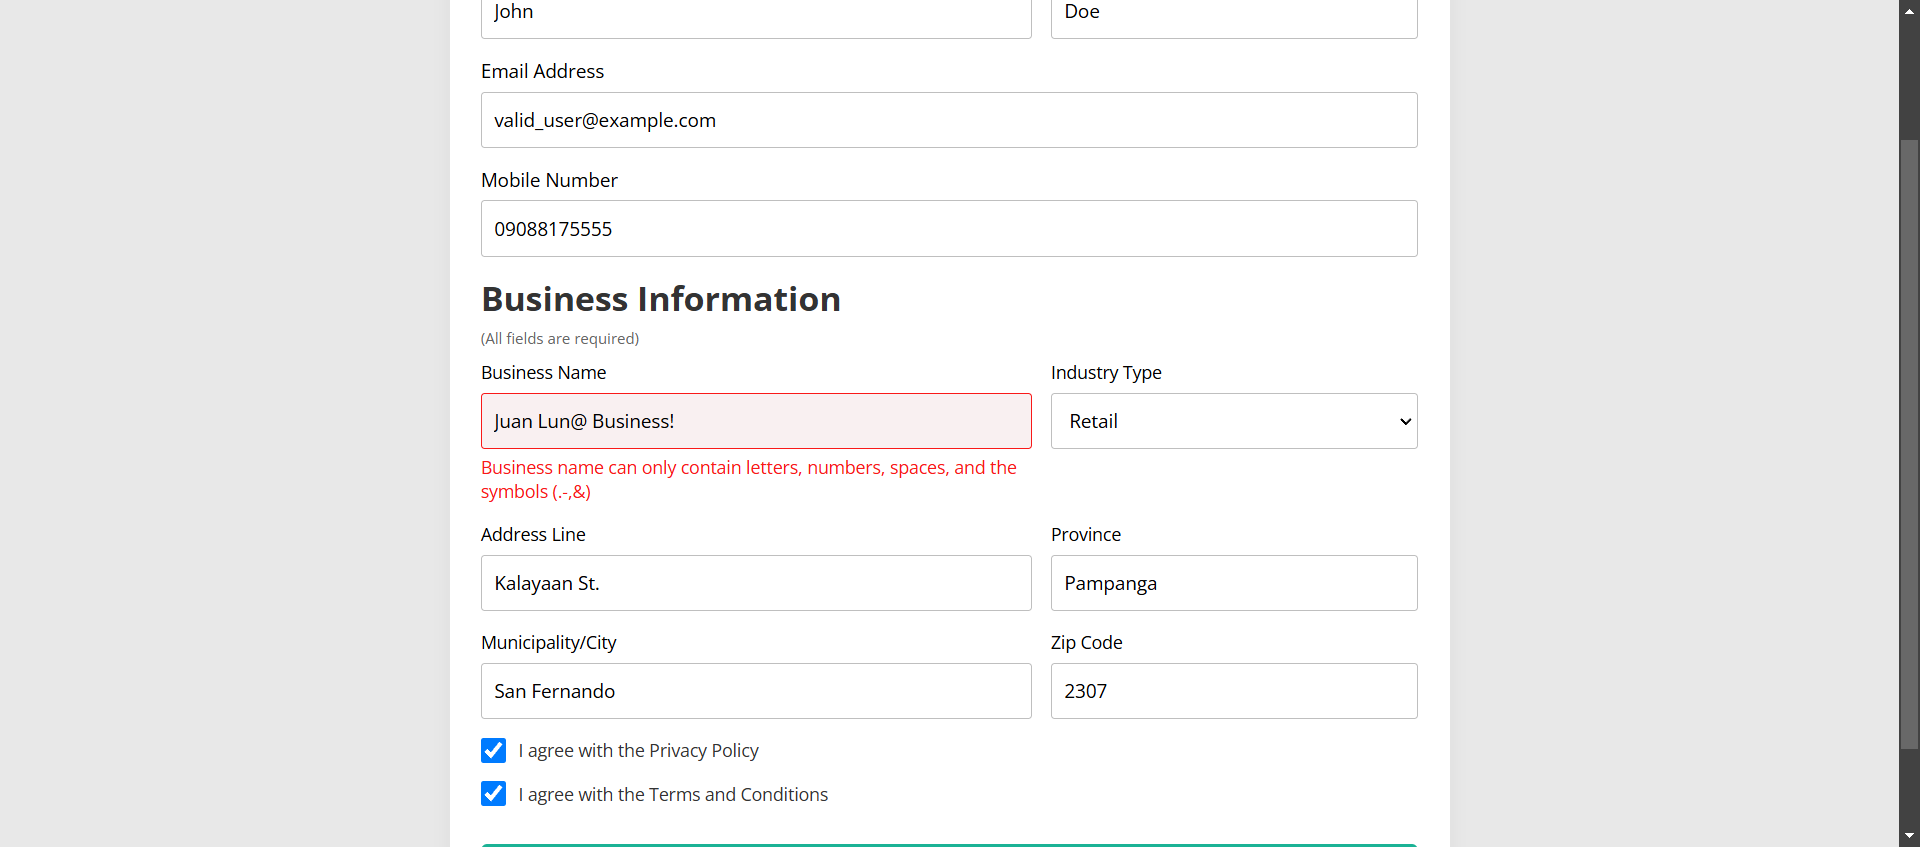 John
Doe
Email Address
valid_user@example.com
Mobile Number
09088175555
Business Information
(All fields are required)
Business Name
Industry Type
Juan Lun@ Business!
Retail
Business name can only contain letters, numbers, spaces, and the
symbols (.-,&)
Address Line
Province
Kalayaan St.
Pampanga
Municipality/City
Zip Code
San Fernando
2307
I agree with the Privacy Policy
I agree with the Terms and Conditions